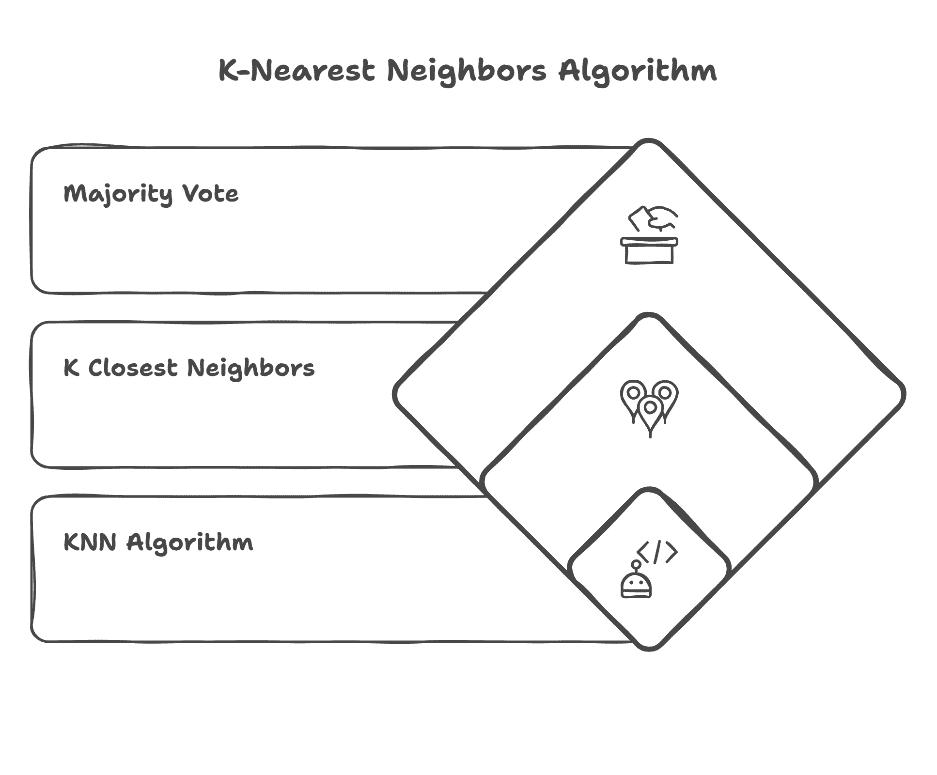 K-Nearest Neighbors Algorithm
Majority Vote
K Closest Neighbors
KNN Algorithm
</>